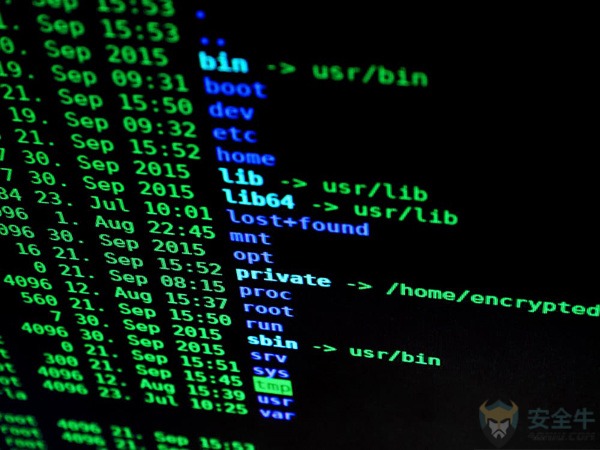 15:53 .
21. Sep 15:53 ..
0. Sep 2015 bin -> usr/bin
19. Sep 09:31 boot
21. Sep 15:50 dev
19. Sep 09:32 etc
21. Sep 15:52 home
7 30. Sep 2015 lib -> usr/lib
7 30. Sep 2015 lib64 -> usr/lib
84 23. Jul 10:01 lost+found
096 1. Aug 22:45 mnt
096 30. Sep 2015 opt
16 21. Sep 15:52 private -> /home/encrypted
0 21. Sep 08:15 proc
4096 12. Aug 15:37 root
560 21. Sep 15:50 run
7 30. Sep 2015 sbin -> usr/bin
4096 30. Sep 2015 srv
0 21. Sep 15:51 sys
300 21. Sep 15:45 tmp
4096 12. Aug 15:39 usr
4096 23. Jul 10:25 var
root 4096 21. Sep 15:53
安全牛